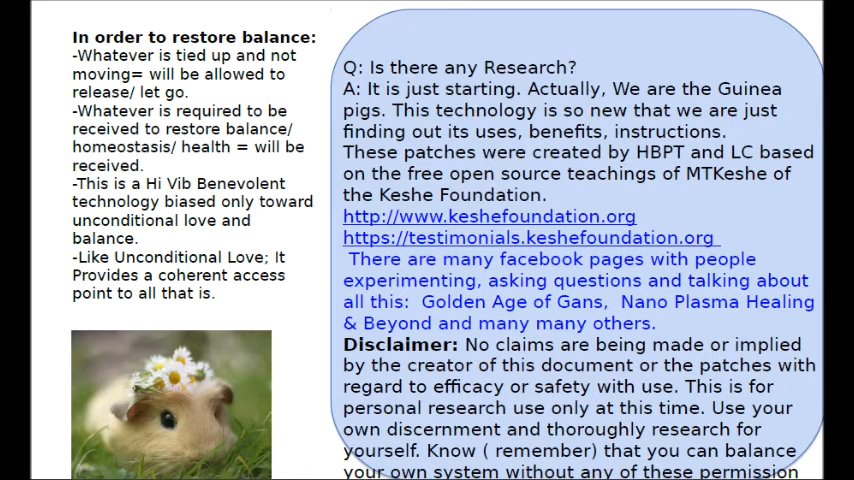 In order to restore balance:
-Whatever is tied up and not
moving= will be allowed to
release/ let go.
-Whatever is required to be
received to restore balance/
homeostasis/ health = will be
received.
-This is a Hi Vib Benevolent
technology biased only toward
unconditional love and
balance.
-Like Unconditional Love; It
Provides a coherent access
point to all that is.
Q: Is there any Research?
A: It is just starting. Actually, We are the Guinea
pigs. This technology is so new that we are just
finding out its uses, benefits, instructions.
These patches were created by HBPT and LC based
on the free open source teachings of MTKeshe of
the Keshe Foundation.
http://www.keshefoundation.org
https://testimonials.keshefoundation.org
There are many facebook pages with people
experimenting, asking questions and talking about
all this:  Golden Age of Gans,  Nano Plasma Healing
& Beyond and many many others.
Disclaimer: No claims are being made or implied
by the creator of this document or the patches with
regard to efficacy or safety with use. This is for
personal research use only at this time. Use your
own discernment and thoroughly research for
yourself. Know ( remember) that you can balance
your own system without any of these permission